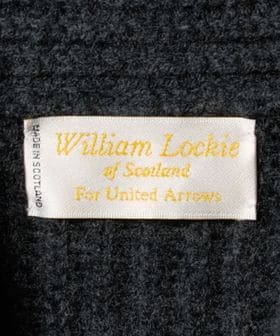 William Lockie
of Scotland
For United Arrows
MADE IN SCOTLAND